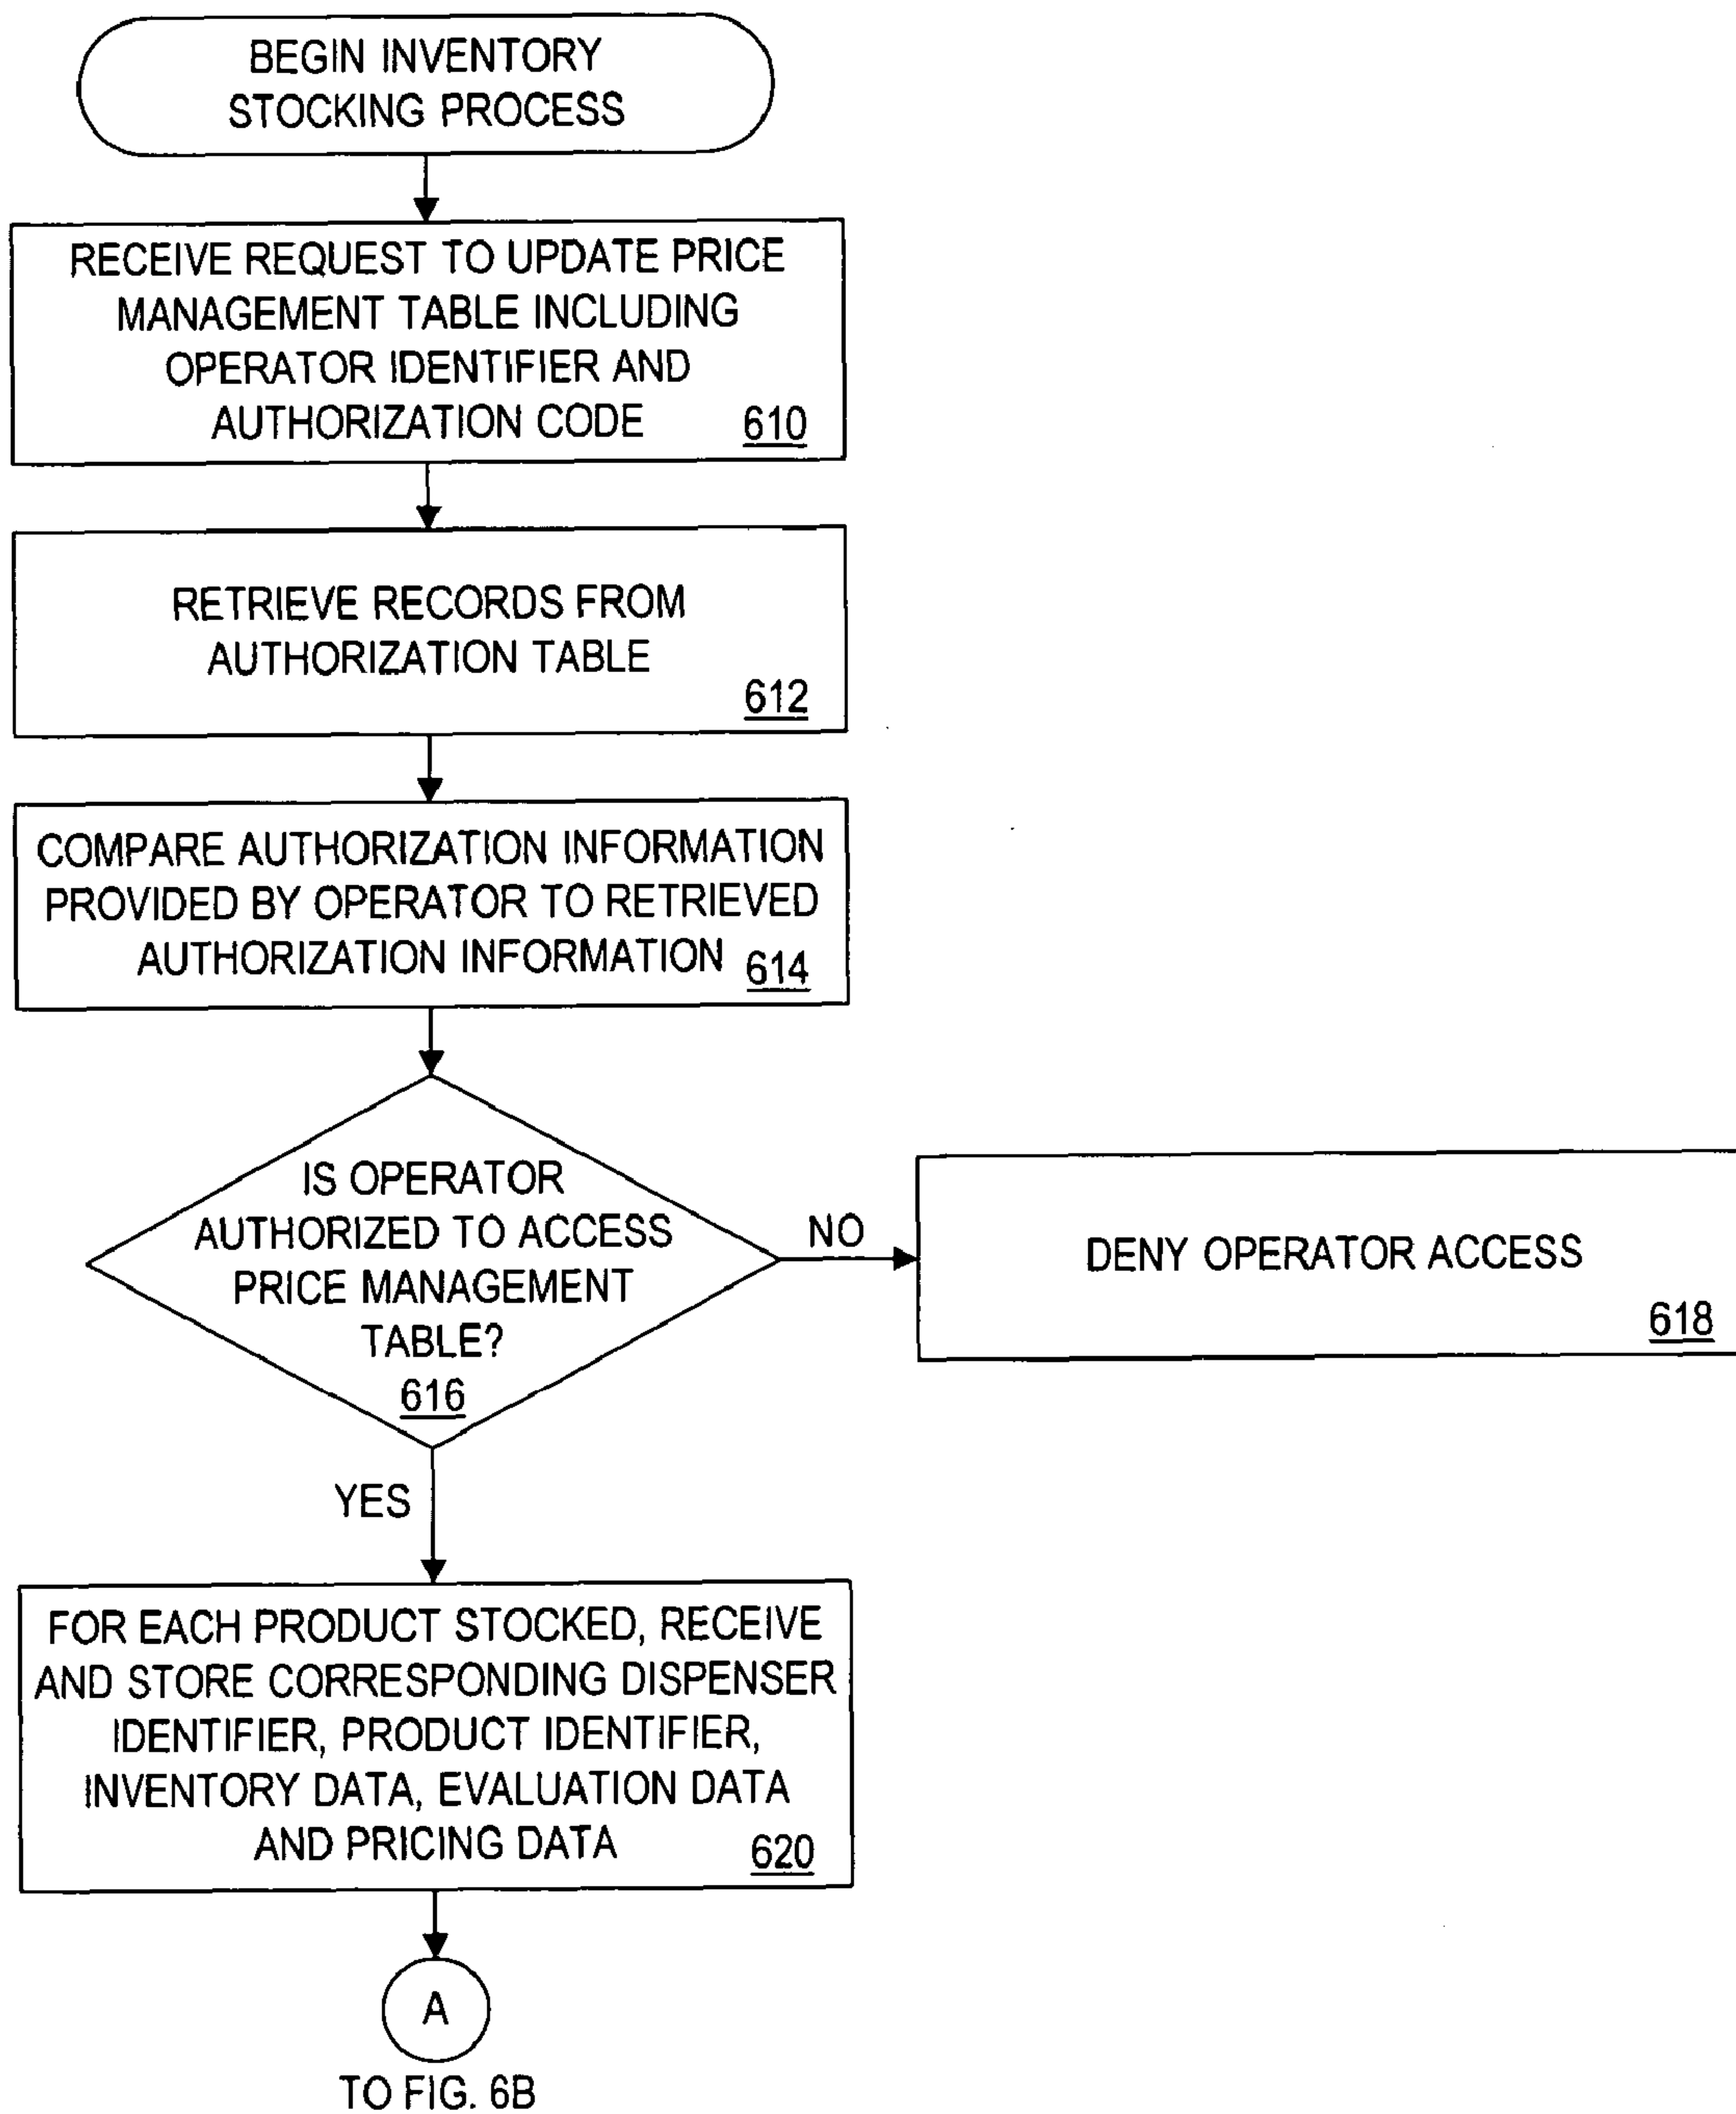 BEGIN INVENTORY
STOCKING PROCESS
RECEIVE REQUEST TO UPDATE PRICE
MANAGEMENT TABLE INCLUDING
OPERATOR IDENTIFIER AND
AUTHORIZATION CODE 610
RETRIEVE RECORDS FROM
AUTHORIZATION TABLE
612
COMPARE AUTHORIZATION INFORMATION
PROVIDED BY OPERATOR TO RETRIEVED
AUTHORIZATION INFORMATION 614
IS OPERATOR
AUTHORIZED TO ACCESS
PRICE MANAGEMENT
TABLE?
616
NO
DENY OPERATOR ACCESS
618
YES
FOR EACH PRODUCT STOCKED, RECEIVE
AND STORE CORRESPONDING DISPENSER
IDENTIFIER, PRODUCT IDENTIFIER,
INVENTORY DATA, EVALUATION DATA
AND PRICING DATA 620
A
TO FIG. 6B